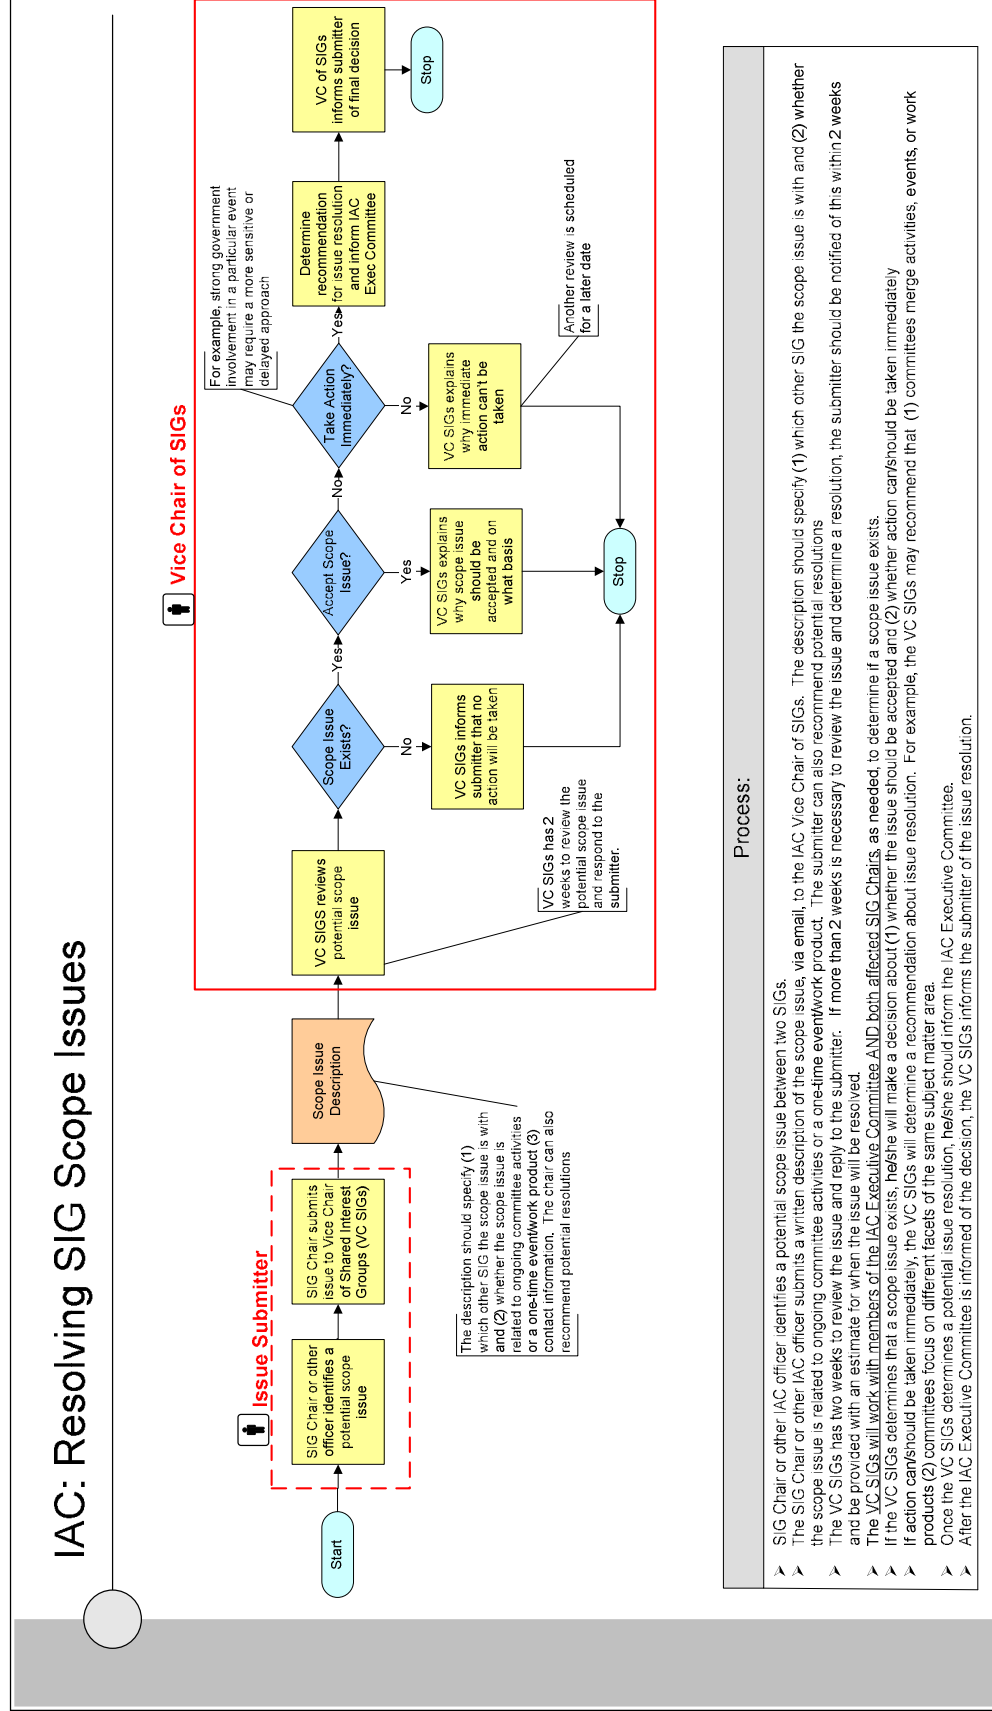 IAC: Resolving SIG Scope Issues
Issue Submitter
Vice Chair of SIGs
Start
SIG Chair or other
officer identifies a
potential scope
issue
SIG Chair submits
issue to Vice Chair
of Shared Interest
Groups (VC SIGs)
Scope Issue
Description
The description should specify (1)
which other SIG the scope issue is with
and (2) whether the scope issue is
related to ongoing committee activities
or a one-time event/work product (3)
contact information. The chair can also
recommend potential resolutions
VC SIGS reviews
potential scope
issue
VC SIGs has 2
weeks to review the
potential scope issue
and respond to the
submitter.
Scope Issue
Exists?
Yes
No
VC SIGs informs
submitter that no
action will be taken
Accept Scope
Issue?
No
Yes
VC SIGs explains
why scope issue
should be
accepted and on
what basis
Stop
Take Action
Immediately?
For example, strong government
involvement in a particular event
may require a more sensitive or
delayed approach
Yes
No
VC SIGs explains
why immediate
action can't be
taken
Another review is scheduled
for a later date
Determine
recommendation
for issue resolution
and inform IAC
Exec Committee
VC of SIGs
informs submitter
of final decision
Stop
Process:
➢ SIG Chair or other IAC officer identifies a potential scope issue between two SIGs.
➢ The SIG Chair or other IAC officer submits a written description of the scope issue, via email, to the IAC Vice Chair of SIGs. The description should specify (1) which other SIG the scope issue is with and (2) whether
the scope issue is related to ongoing committee activities or a one-time event/work product. The submitter can also recommend potential resolutions
➢ The VC SIGs has two weeks to review the issue and reply to the submitter. If more than 2 weeks is necessary to review the issue and determine a resolution, the submitter should be notified of this within 2 weeks
and be provided with an estimate for when the issue will be resolved.
➢ The VC SIGs will work with members of the IAC Executive Committee AND both affected SIG Chairs, as needed, to determine if a scope issue exists.
➢ If the VC SIGs determines that a scope issue exists, he/she will make a decision about (1) whether the issue should be accepted and (2) whether action can/should be taken immediately
➢ If action can/should be taken immediately, the VC SIGs will determine a recommendation about issue resolution. For example, the VC SIGs may recommend that (1) committees merge activities, events, or work
products (2) committees focus on different facets of the same subject matter area.
➢ Once the VC SIGs determines a potential issue resolution, he/she should inform the IAC Executive Committee.
➢ After the IAC Executive Committee is informed of the decision, the VC SIGs informs the submitter of the issue resolution.